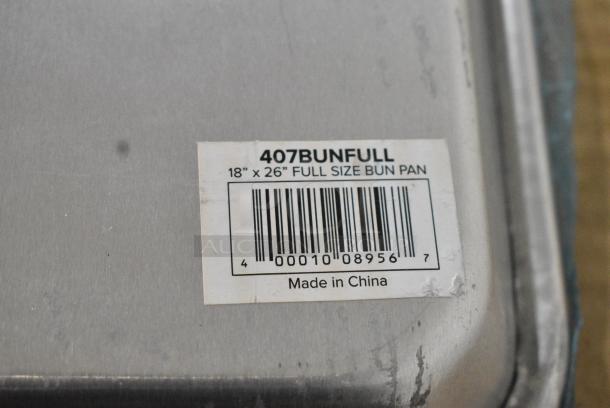 407BUNFULL
18" x 26" FULL SIZE BUN PAN
4 00010 08956 7
Made in China